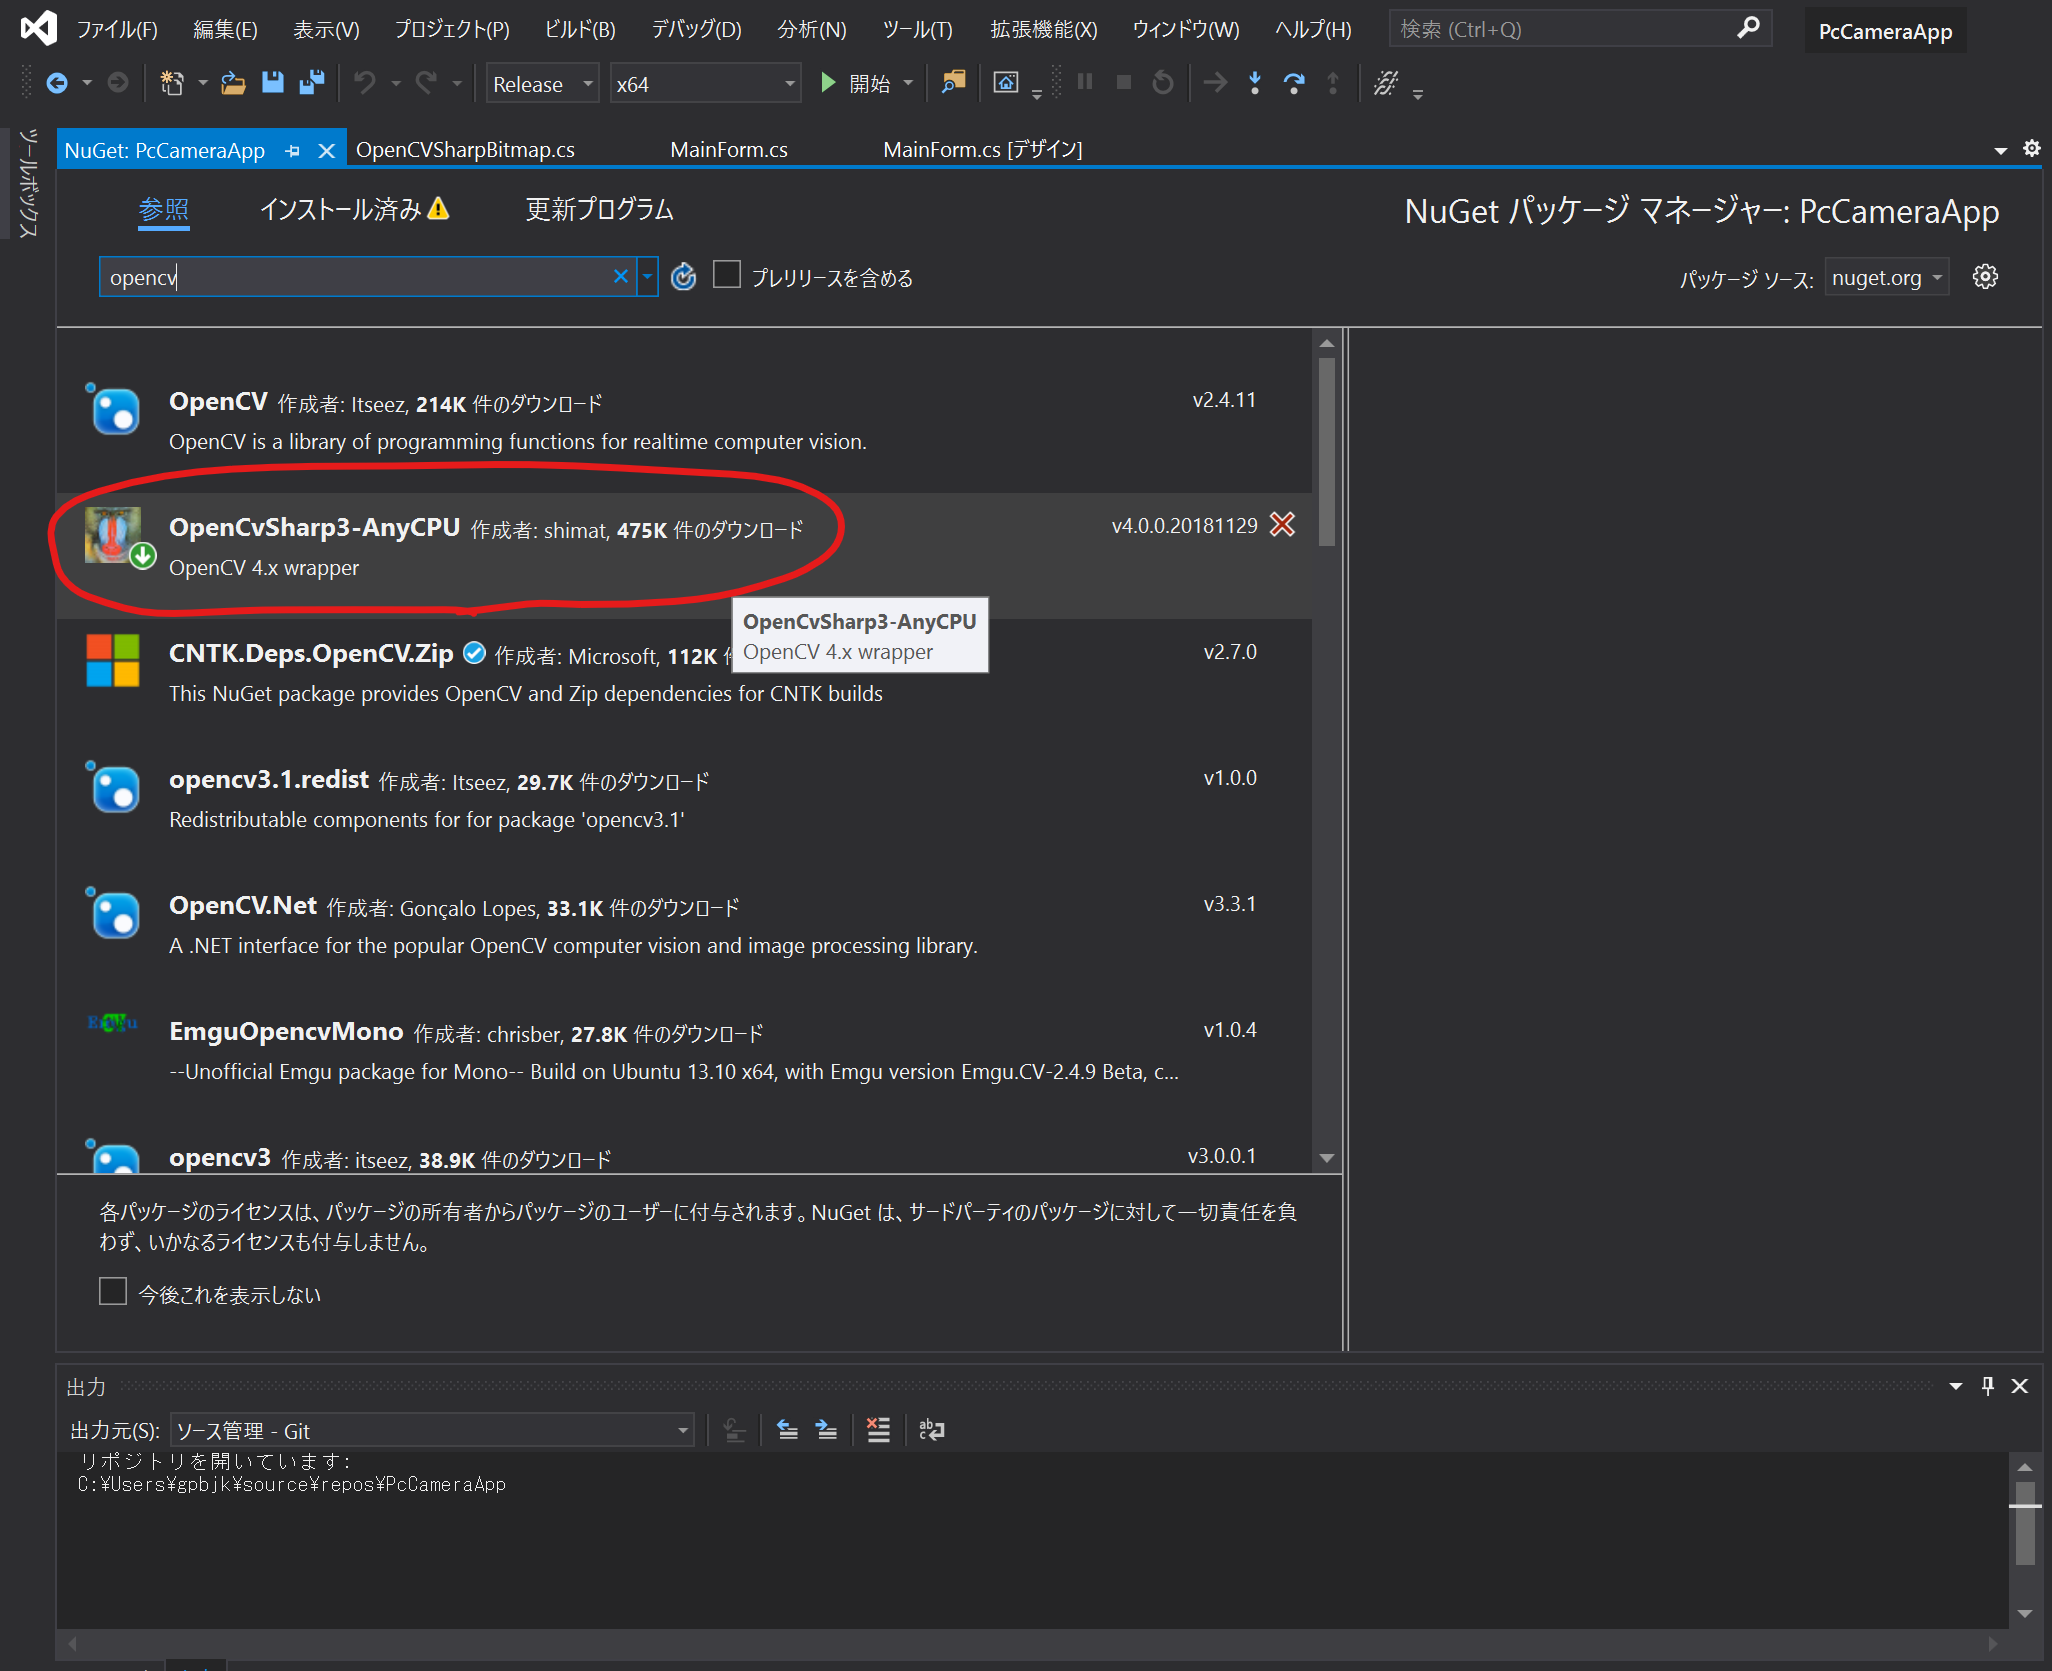 ファイル(F) 編集(E) 表示(V) プロジェクト(P) ビルド(B) デバッグ(D) 分析(N) ツール(T) 拡張機能(X) ウィンドウ(W) ヘルプ(H) 検索 (Ctrl+Q) PcCameraApp
Release x64 開始
ツールボックス
NuGet: PcCameraApp OpenCVSharpBitmap.cs MainForm.cs MainForm.cs [デザイン]
参照 インストール済み 更新プログラム NuGet パッケージ マネージャー: PcCameraApp
opencv プレリリースを含める パッケージ ソース: nuget.org
OpenCV 作成者: Itseez, 214K 件のダウンロード v2.4.11
OpenCV is a library of programming functions for realtime computer vision.
OpenCvSharp3-AnyCPU 作成者: shimat, 475K 件のダウンロード v4.0.0.20181129
OpenCV 4.x wrapper
OpenCvSharp3-AnyCPU
OpenCV 4.x wrapper
CNTK.Deps.OpenCV.Zip 作成者: Microsoft, 112K v2.7.0
This NuGet package provides OpenCV and Zip dependencies for CNTK builds
opencv3.1.redist 作成者: Itseez, 29.7K 件のダウンロード v1.0.0
Redistributable components for for package 'opencv3.1'
OpenCV.Net 作成者: Gonçalo Lopes, 33.1K 件のダウンロード v3.3.1
A .NET interface for the popular OpenCV computer vision and image processing library.
Emgu
EmguOpencvMono 作成者: chrisber, 27.8K 件のダウンロード v1.0.4
--Unofficial Emgu package for Mono-- Build on Ubuntu 13.10 x64, with Emgu version Emgu.CV-2.4.9 Beta, c...
opencv3 作成者: itseez, 38.9K 件のダウンロード v3.0.0.1
各パッケージのライセンスは、パッケージの所有者からパッケージのユーザーに付与されます。NuGet は、サードパーティのパッケージに対して一切責任を負
わず、いかなるライセンスも付与しません。
今後これを表示しない
出力
出力元(S): ソース管理 - Git
リポジトリを開いています:
C:¥Users¥gpbjk¥source¥repos¥PcCameraApp